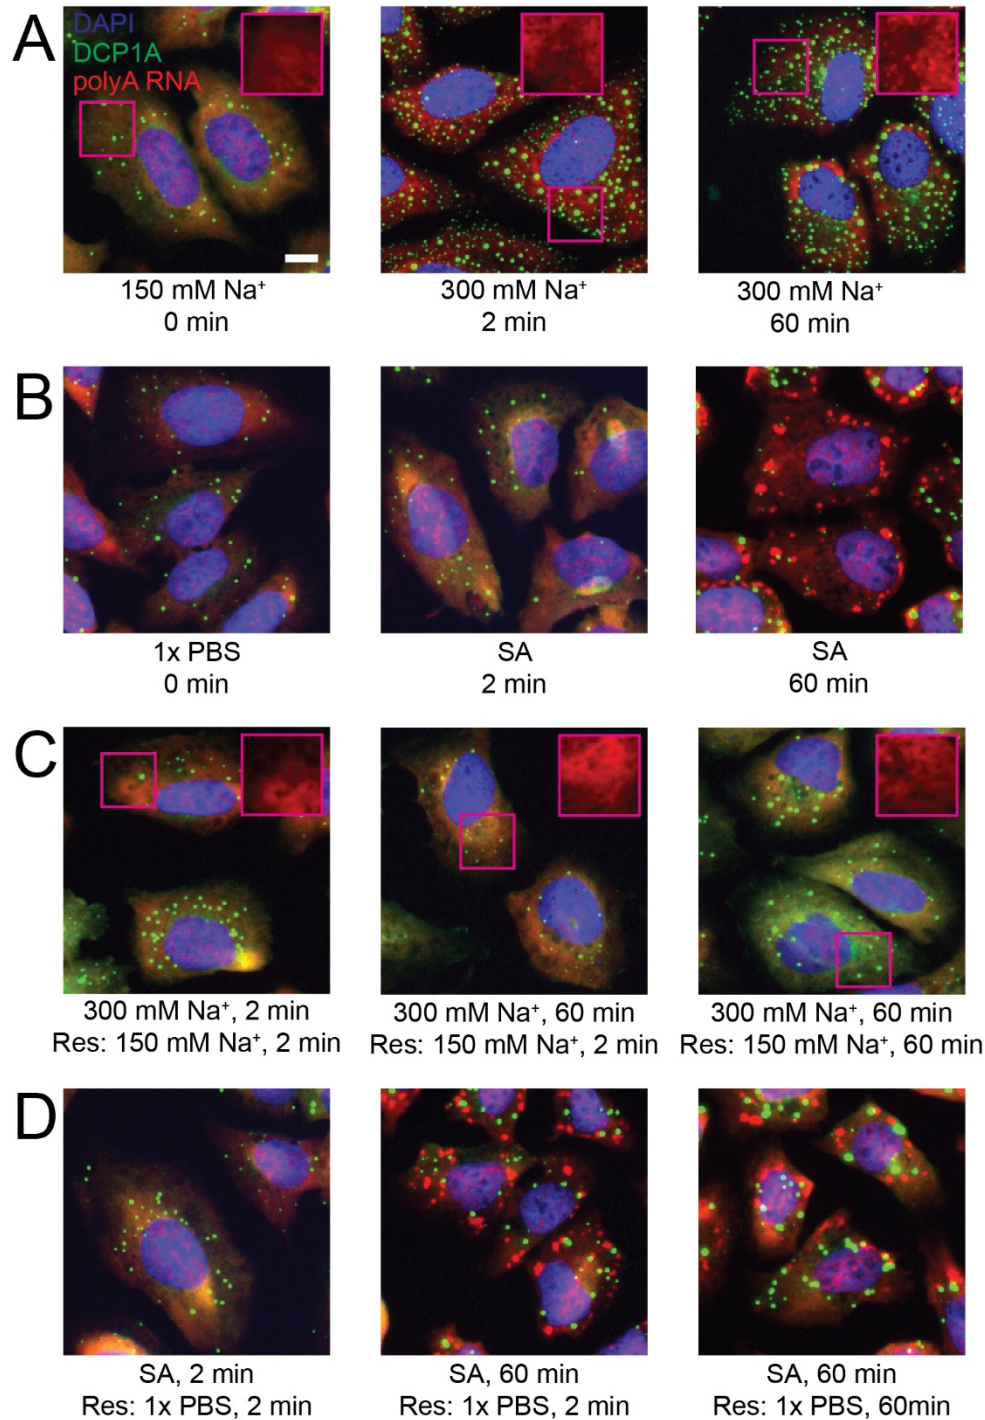 A
DAPI
DCP1A
polyA RNA
150 mM Na⁺
0 min
300 mM Na⁺
2 min
300 mM Na⁺
60 min
B
1x PBS
0 min
SA
2 min
SA
60 min
C
300 mM Na⁺, 2 min
Res: 150 mM Na⁺, 2 min
300 mM Na⁺, 60 min
Res: 150 mM Na⁺, 2 min
300 mM Na⁺, 60 min
Res: 150 mM Na⁺, 60 min
D
SA, 2 min
Res: 1x PBS, 2 min
SA, 60 min
Res: 1x PBS, 2 min
SA, 60 min
Res: 1x PBS, 60min